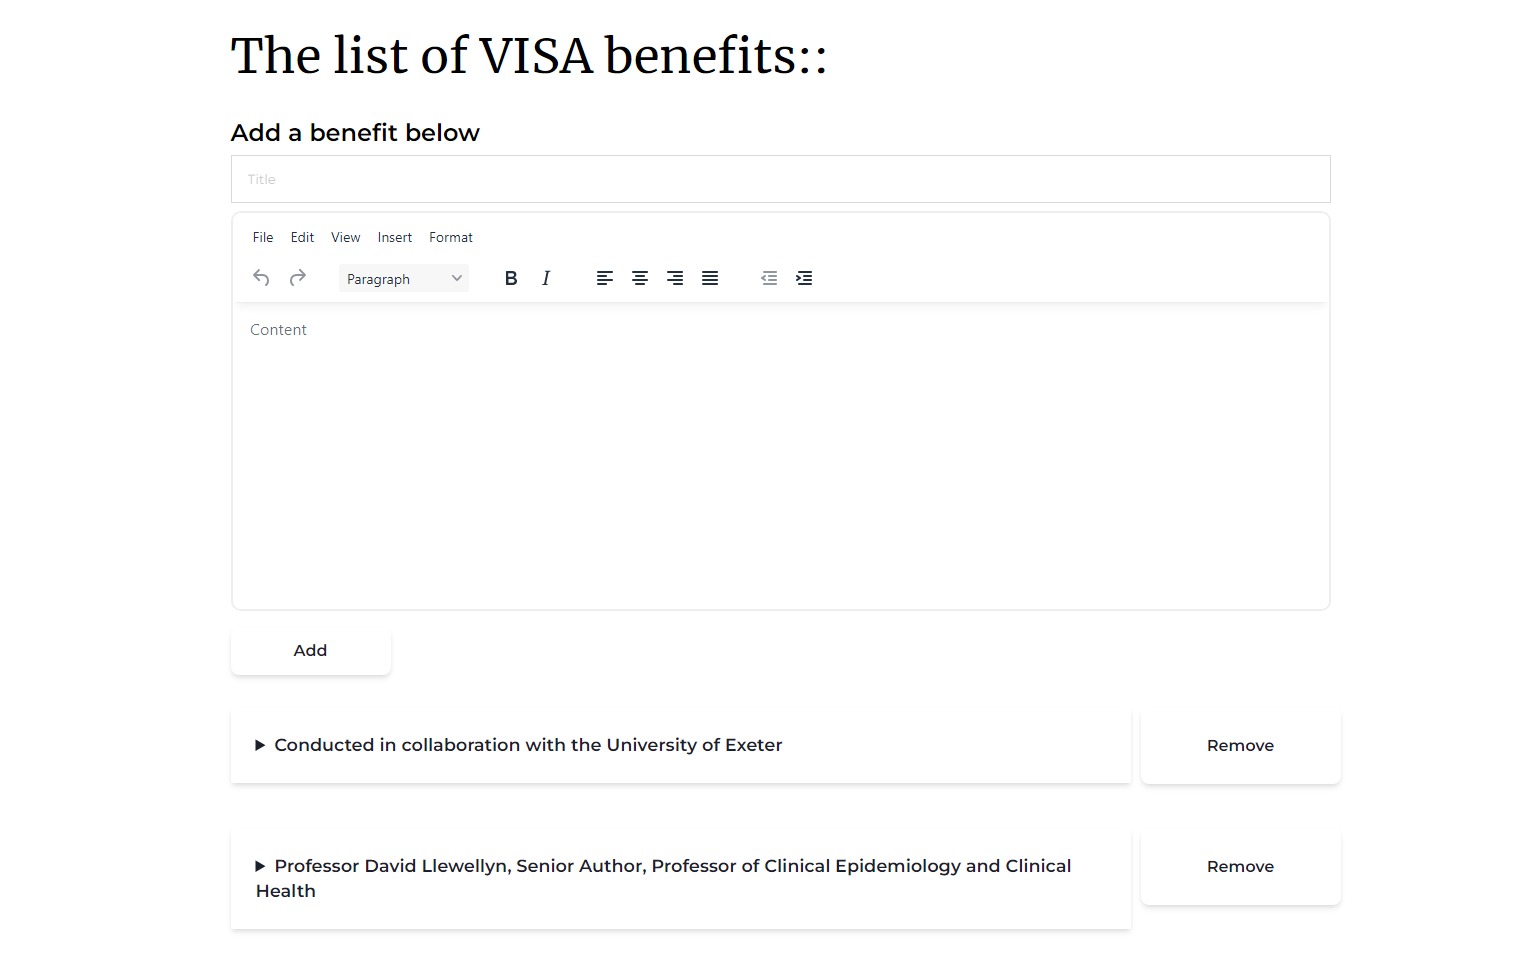 The list of VISA benefits::
Add a benefit below
Title
File Edit View Insert Format
Paragraph B I
Content
Add
Conducted in collaboration with the University of Exeter
Remove
Professor David Llewellyn, Senior Author, Professor of Clinical Epidemiology and Clinical
Health
Remove